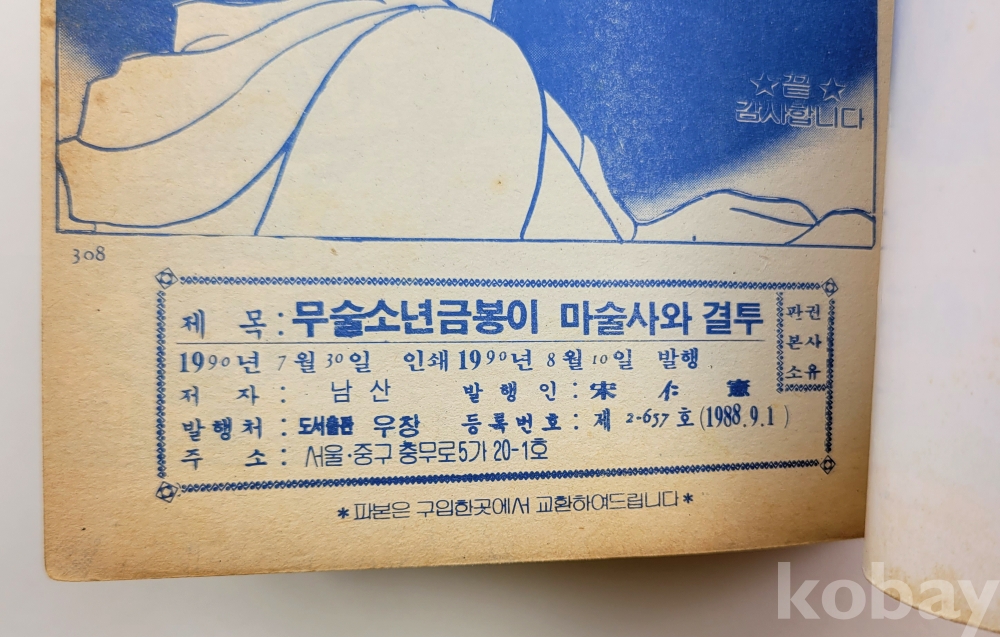 ☆끝☆
감사합니다
308
제 목: 무술소년금봉이 마술사와 결투
판권
본사
소유
1990년 7월 30일 인쇄 1990년 8월 10일 발행
저 자: 남산 발행인: 宋仁憲
발행처: 도서출판 우창 등록번호: 제 2-657호 (1988.9.1)
주 소: 서울·중구 충무로5가 20-1호
*파본은 구입한곳에서 교환하여드립니다*
kobay